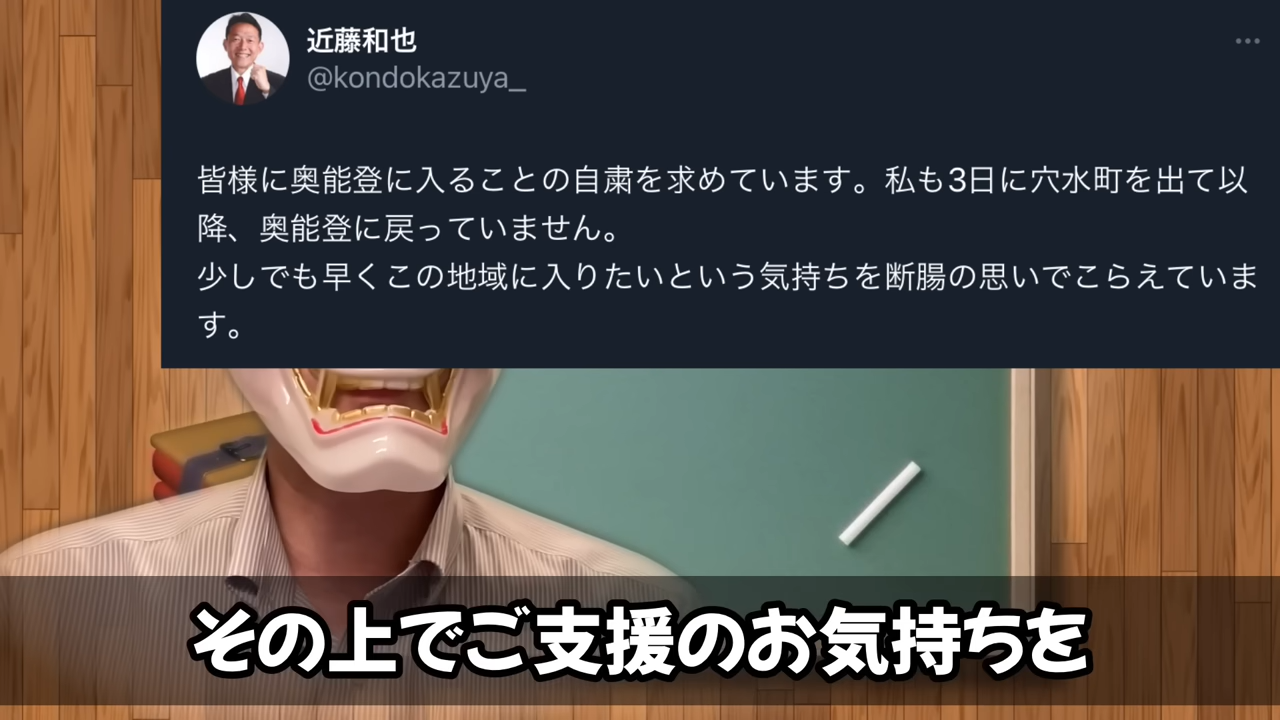 近藤和也
@kondokazuya_
皆様に奥能登に入ることの自粛を求めています。私も3日に穴水町を出て以
降、奥能登に戻っていません。
少しでも早くこの地域に入りたいという気持ちを断腸の思いでこらえていま
す。
その上でご支援のお気持ちを